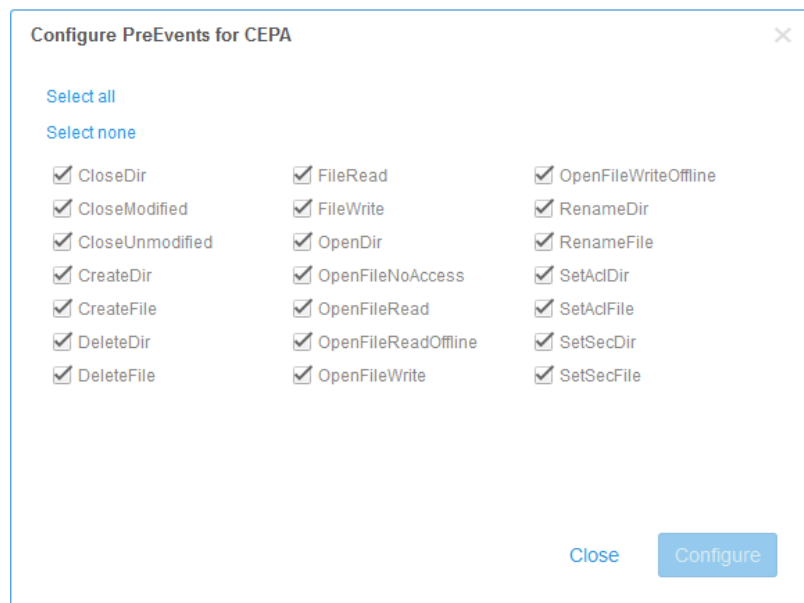 Configure PreEvents for CEPA
Select all
Select none
CloseDir FileRead OpenFileWriteOffline
CloseModified FileWrite RenameDir
CloseUnmodified OpenDir RenameFile
CreateDir OpenFileNoAccess SetAclDir
CreateFile OpenFileRead SetAclFile
DeleteDir OpenFileReadOffline SetSecDir
DeleteFile OpenFileWrite SetSecFile
Close Configure